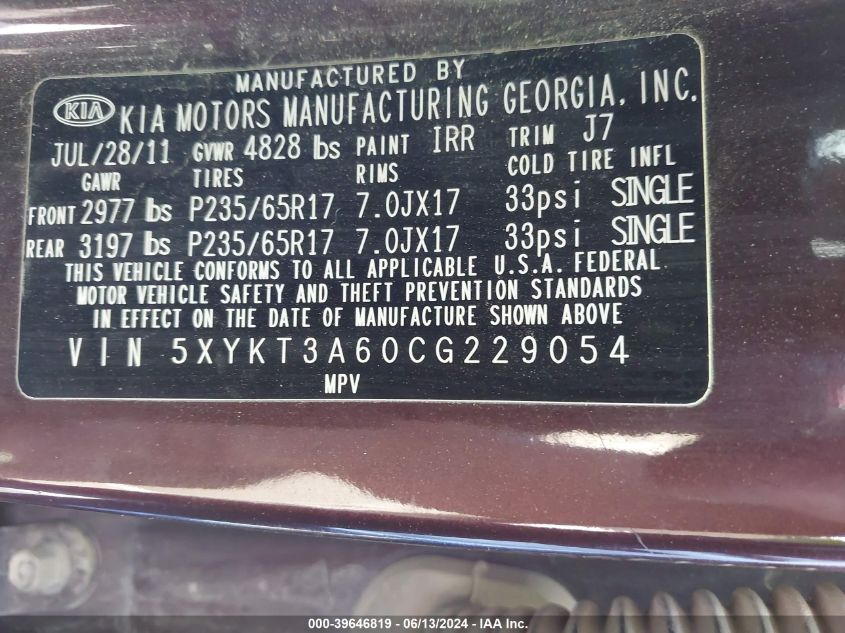 MANUFACTURED BY
KIA KIA MOTORS MANUFACTURING GEORGIA, INC.
JUL/28/11 GVWR 4828 lbs PAINT IRR TRIM J7
GAWR TIRES RIMS COLD TIRE INFL
FRONT 2977 lbs P235/65R17 7.0JX17 33psi SINGLE
REAR 3197 lbs P235/65R17 7.0JX17 33psi SINGLE
THIS VEHICLE CONFORMS TO ALL APPLICABLE U.S.A. FEDERAL
MOTOR VEHICLE SAFETY AND THEFT PREVENTION STANDARDS
IN EFFECT ON THE DATE OF MANUFACTURE SHOWN ABOVE
VIN 5XYKT3A60CG229054
MPV
000-39646819 - 06/13/2024 - IAA, Inc.